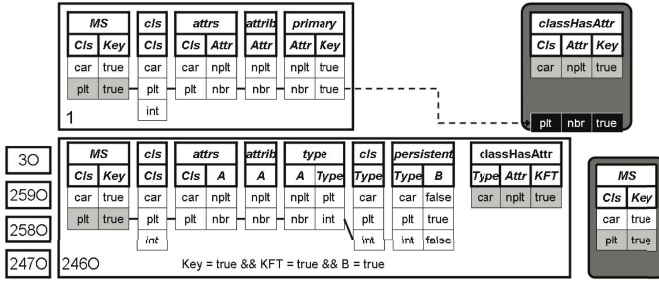 MS cls attrs attrib primary classHasAttr
Cls Key Cls Cls Attr Attr Attr Key Cls Attr Key
car true car car nplt nplt nplt true car nplt true
plt true plt plt nbr nbr nbr true
int
1
plt nbr true
30
2590
2580
2470
MS cls attrs attrib type cls persistent classHasAttr
Cls Key Cls Cls A A A Type Type Type B Type Attr KFT
car true car car nplt nplt nplt plt car car false car nplt true
plt true plt plt nbr nbr nbr int plt plt true
int int int false
2460
Key = true && KFT = true && B = true
MS
Cls Key
car true
plt true